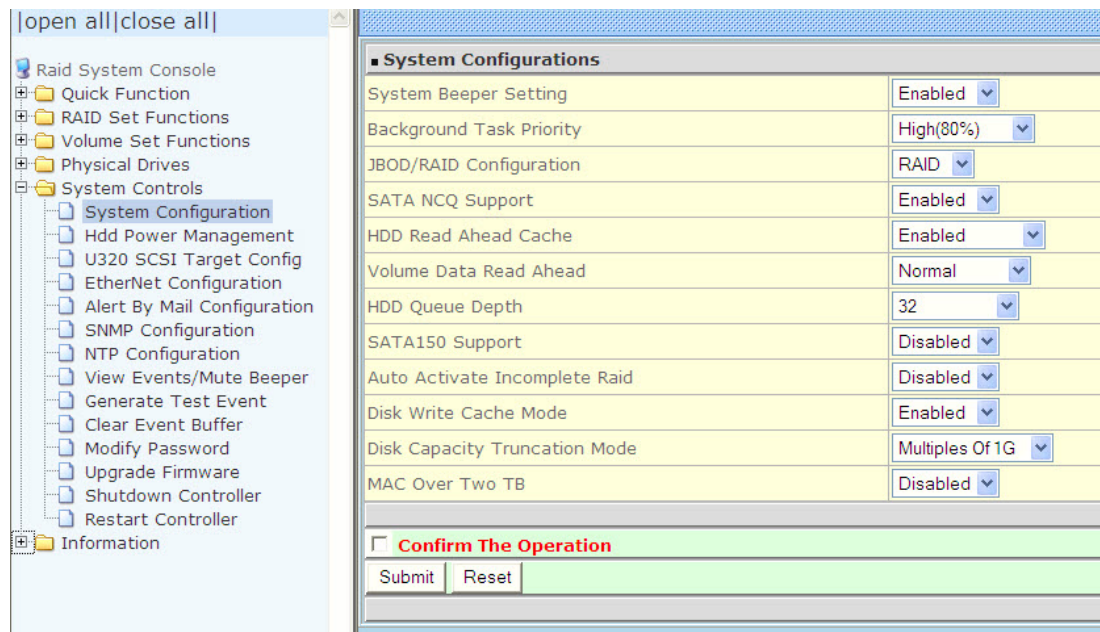 |open all|close all|
Raid System Console
Quick Function
RAID Set Functions
Volume Set Functions
Physical Drives
System Controls
System Configuration
Hdd Power Management
U320 SCSI Target Config
EtherNet Configuration
Alert By Mail Configuration
SNMP Configuration
NTP Configuration
View Events/Mute Beeper
Generate Test Event
Clear Event Buffer
Modify Password
Upgrade Firmware
Shutdown Controller
Restart Controller
Information
System Configurations
System Beeper Setting Enabled
Background Task Priority High(80%)
JBOD/RAID Configuration RAID
SATA NCQ Support Enabled
HDD Read Ahead Cache Enabled
Volume Data Read Ahead Normal
HDD Queue Depth 32
SATA150 Support Disabled
Auto Activate Incomplete Raid Disabled
Disk Write Cache Mode Enabled
Disk Capacity Truncation Mode Multiples Of 1G
MAC Over Two TB Disabled
Confirm The Operation
Submit Reset